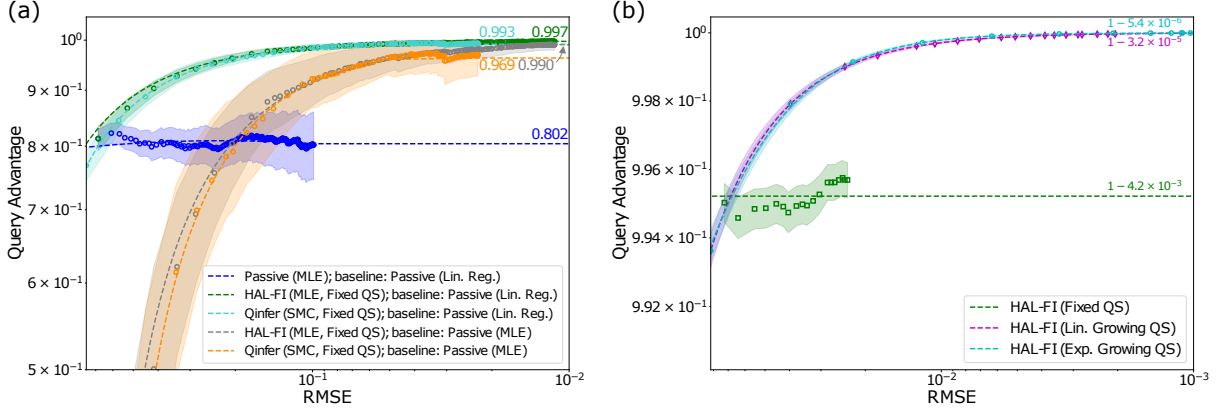 (a)
Query Advantage
10⁰
9 × 10⁻¹
8 × 10⁻¹
7 × 10⁻¹
6 × 10⁻¹
5 × 10⁻¹
0.993
0.997
0.969
0.990
0.802
Passive (MLE); baseline: Passive (Lin. Reg.)
HAL-FI (MLE, Fixed QS); baseline: Passive (Lin. Reg.)
Qinfer (SMC, Fixed QS); baseline: Passive (Lin. Reg.)
HAL-FI (MLE, Fixed QS); baseline: Passive (MLE)
Qinfer (SMC, Fixed QS); baseline: Passive (MLE)
10⁻¹
10⁻²
RMSE
(b)
Query Advantage
10⁰
9.98 × 10⁻¹
9.96 × 10⁻¹
9.94 × 10⁻¹
9.92 × 10⁻¹
1 − 5.4 × 10⁻⁶
1 − 3.2 × 10⁻⁵
1 − 4.2 × 10⁻³
HAL-FI (Fixed QS)
HAL-FI (Lin. Growing QS)
HAL-FI (Exp. Growing QS)
10⁻²
10⁻³
RMSE